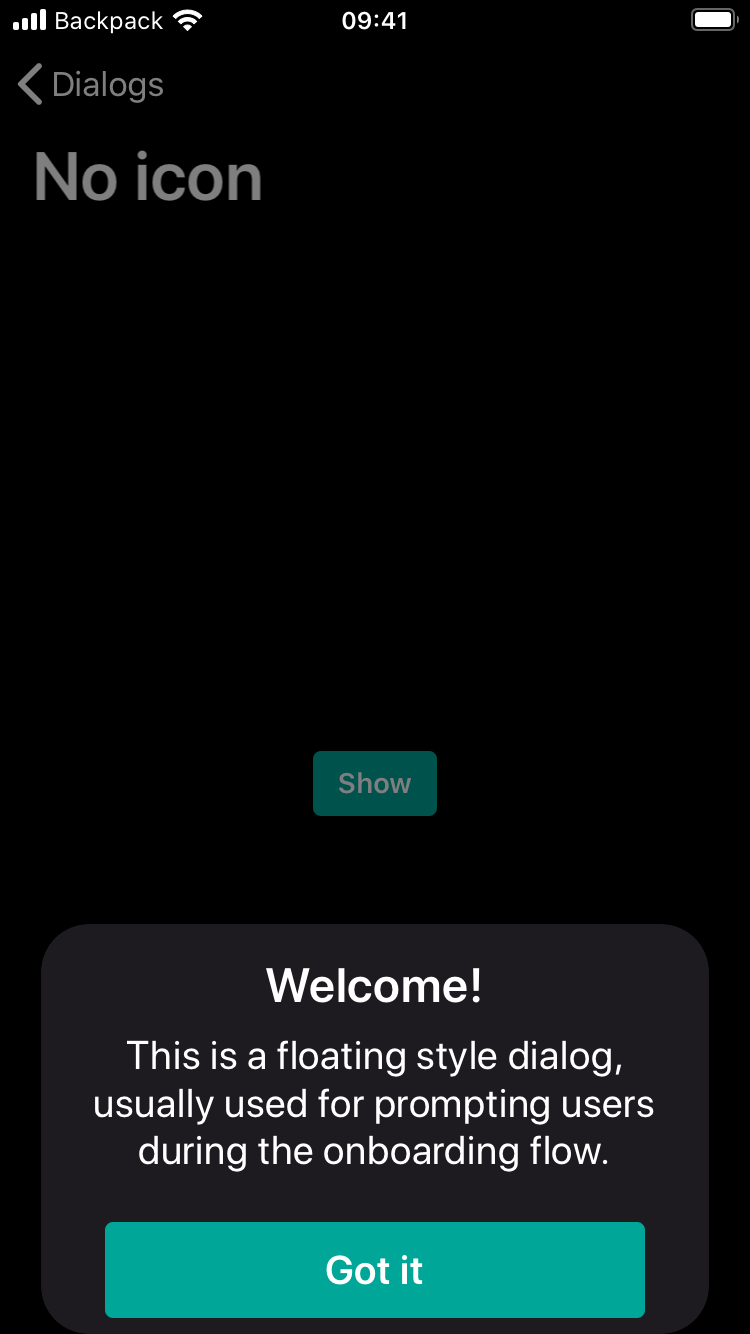 Backpack 09:41
Dialogs
No icon
Show
Welcome!
This is a floating style dialog,
usually used for prompting users
during the onboarding flow.
Got it